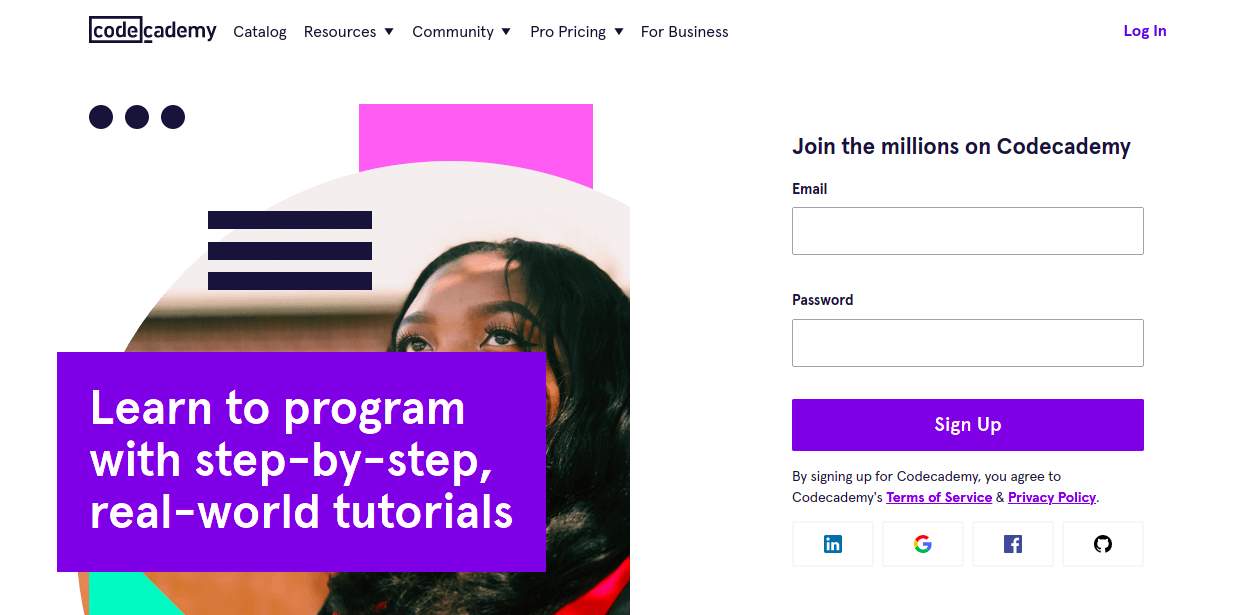 codecademy Catalog Resources Community Pro Pricing For Business Log In
Learn to program
with step-by-step,
real-world tutorials
Join the millions on Codecademy
Email
Password
Sign Up
By signing up for Codecademy, you agree to
Codecademy's Terms of Service & Privacy Policy.
in G f